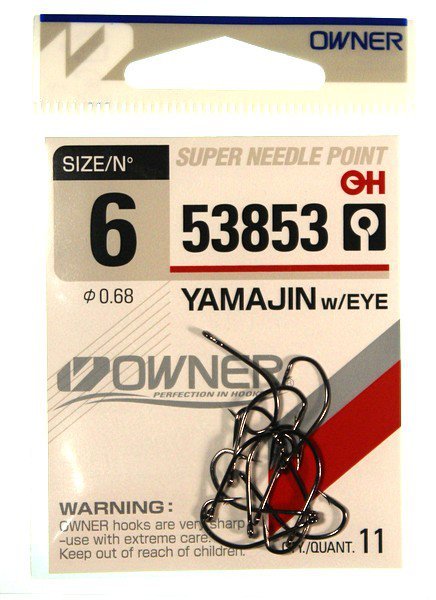 OWNER
SIZE/Nº
6
Φ 0.68
SUPER NEEDLE POINT
53853
YAMAJIN w/EYE
OWNER
PERFECTION IN HOOKS
WARNING:
OWNER hooks are very sharp
-use with extreme care.
Keep out of reach of children.
QTY./QUANT. 11